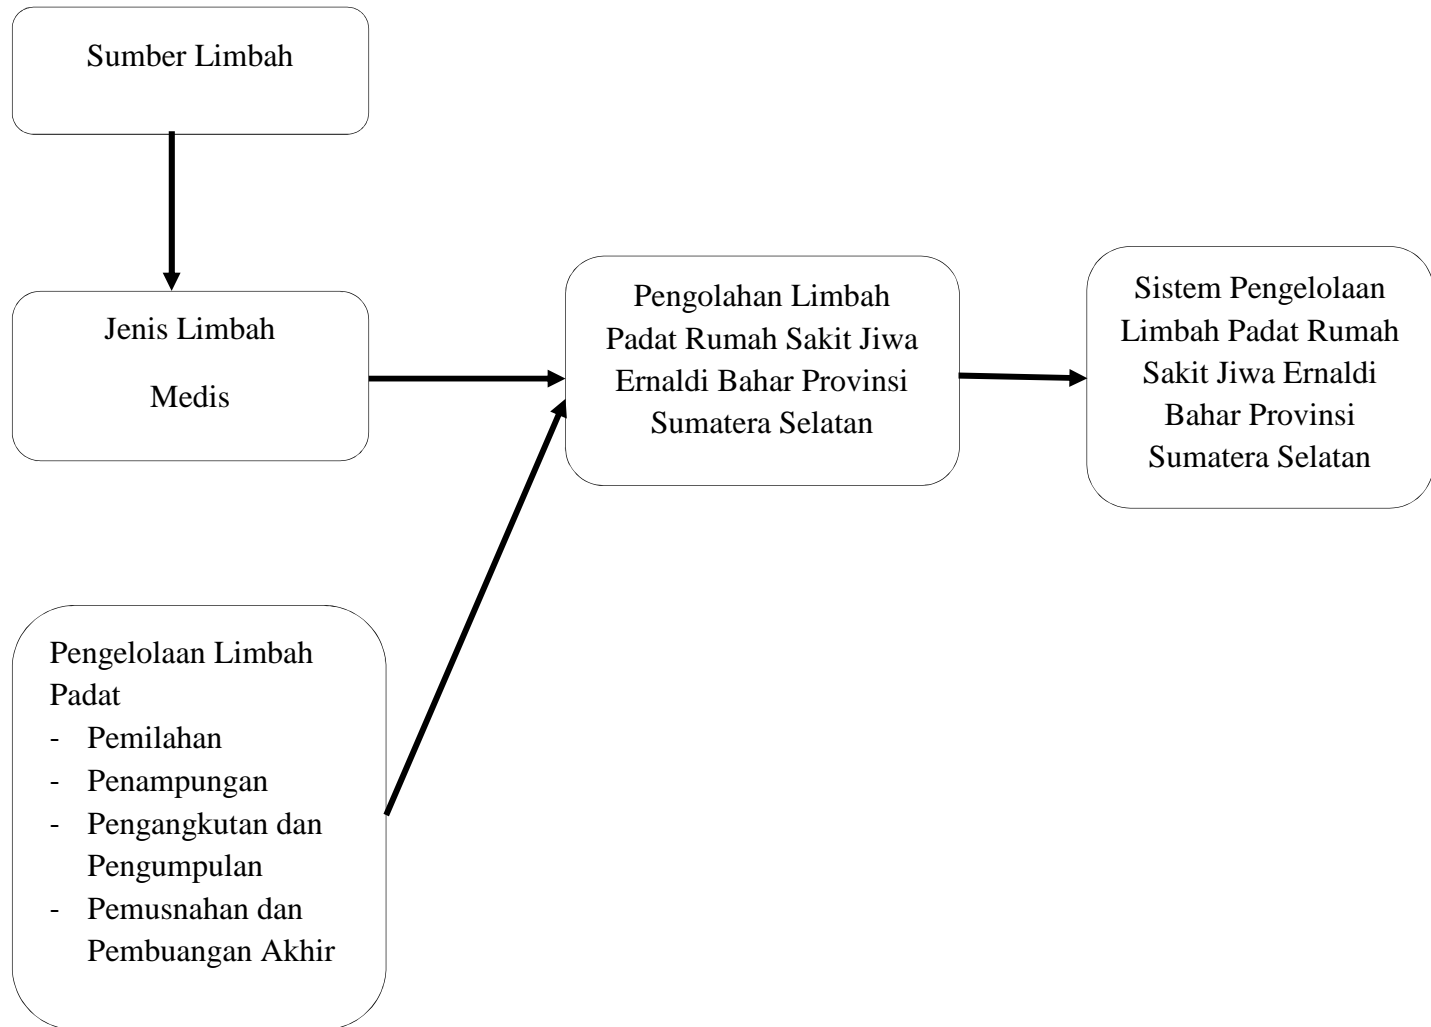 Sumber Limbah
Jenis Limbah
Medis
Pengolahan Limbah
Padat Rumah Sakit Jiwa
Ernaldi Bahar Provinsi
Sumatera Selatan
Sistem Pengelolaan
Limbah Padat Rumah
Sakit Jiwa Ernaldi
Bahar Provinsi
Sumatera Selatan
Pengelolaan Limbah
Padat
- Pemilahan
- Penampungan
- Pengangkutan dan
Pengumpulan
- Pemusnahan dan
Pembuangan Akhir